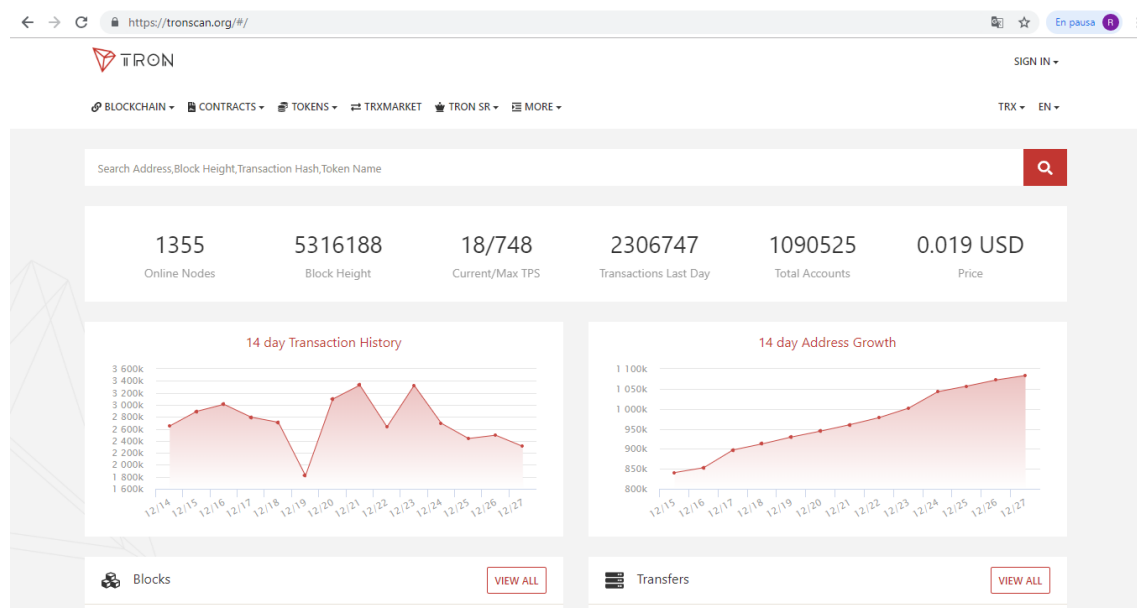 https://tronscan.org/#/
En pausa
R
TRON
SIGN IN
BLOCKCHAIN CONTRACTS TOKENS TRXMARKET TRON SR MORE
TRX EN
Search Address,Block Height,Transaction Hash,Token Name
1355 5316188 18/748 2306747 1090525 0.019 USD
Online Nodes Block Height Current/Max TPS Transactions Last Day Total Accounts Price
14 day Transaction History
3 600k
3 400k
3 200k
3 000k
2 800k
2 600k
2 400k
2 200k
2 000k
1 800k
1 600k
12/14 12/15 12/16 12/17 12/18 12/19 12/20 12/21 12/22 12/23 12/24 12/25 12/26 12/27
14 day Address Growth
1 100k
1 050k
1 000k
950k
900k
850k
800k
12/15 12/16 12/17 12/18 12/19 12/20 12/21 12/22 12/23 12/24 12/25 12/26 12/27
Blocks VIEW ALL
Transfers VIEW ALL